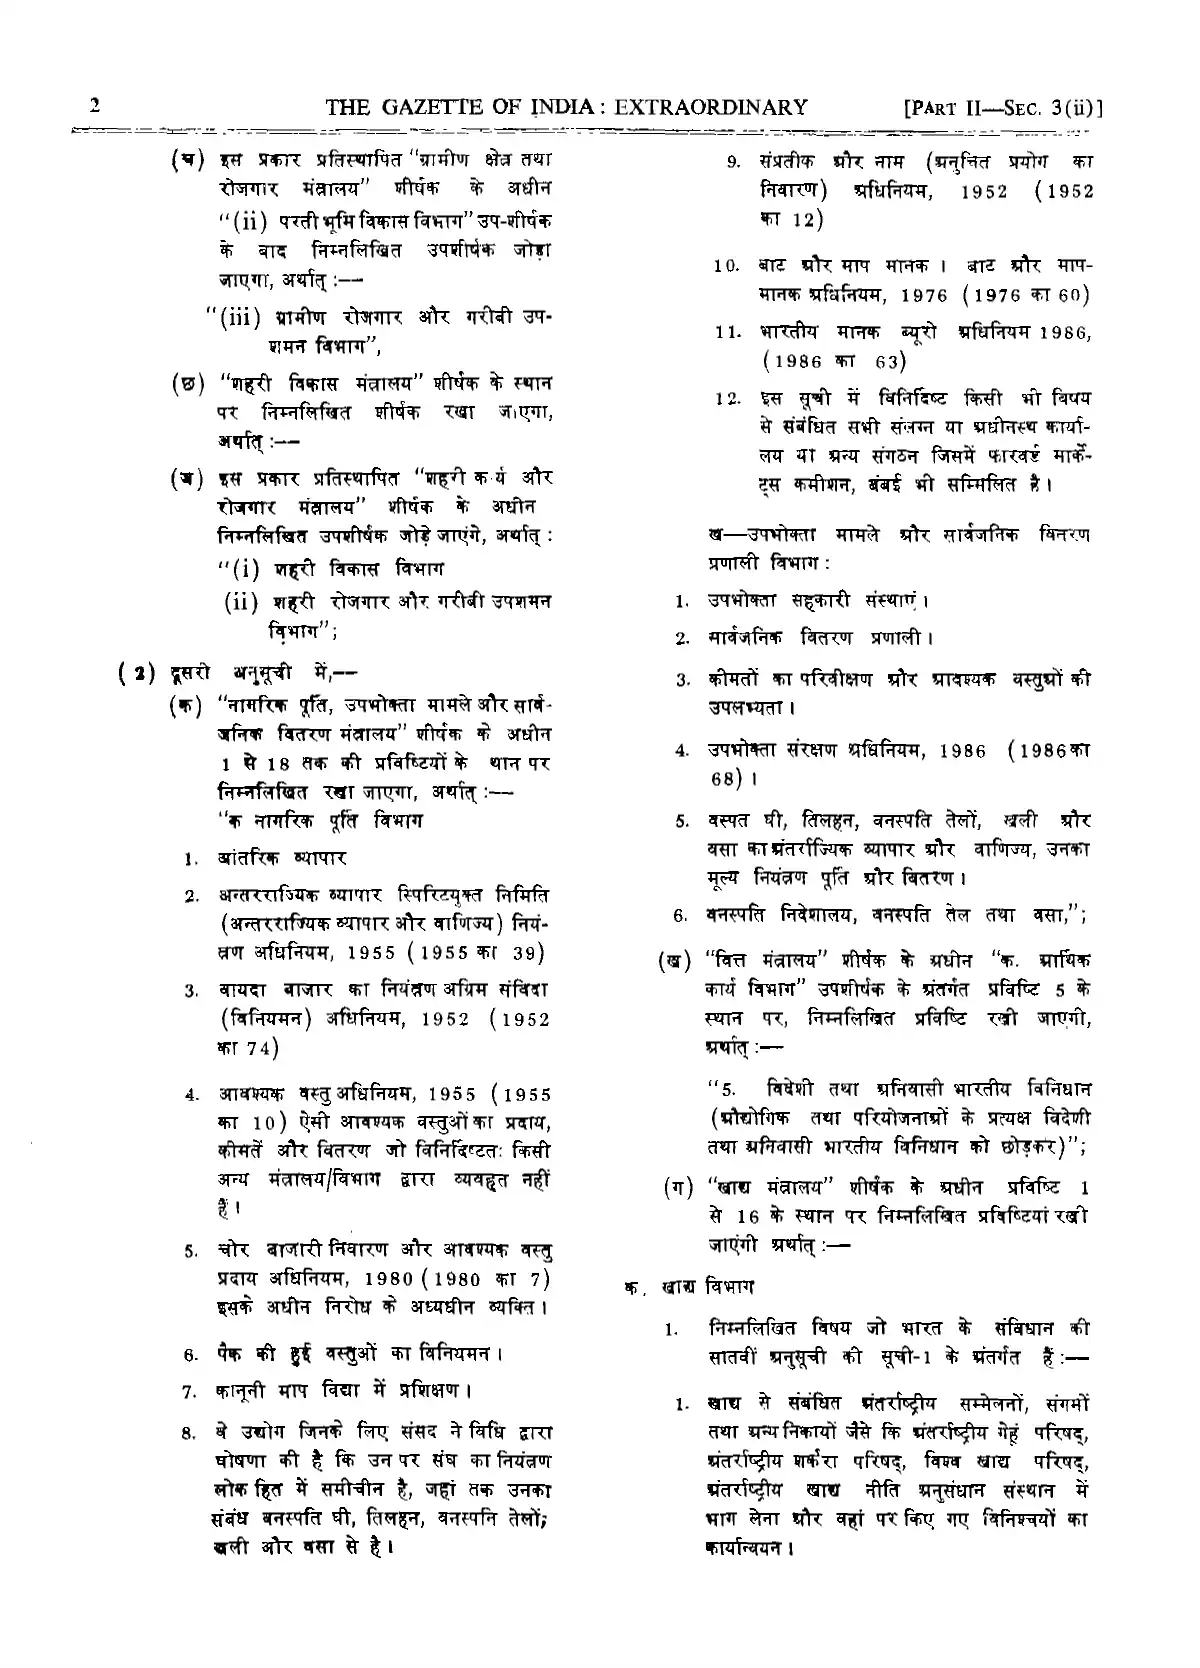 2
THE GAZETTE OF INDIA : EXTRAORDINARY
[PART II—SEC. 3(ii)]
(च) इस प्रकार प्रतिस्थापित "ग्रामीण क्षेत्र तथा
रोजगार मंत्रालय" शीर्षक के अधीन
"(ii) परती भूमि विकास विभाग" उप-शीर्षक
के बाद निम्नलिखित उपशीर्षक जोड़ा
जाएगा, अर्थात् :—
"(iii) ग्रामीण रोजगार और गरीबी उप-
शमन विभाग",
(छ) "शहरी विकास मंत्रालय" शीर्षक के स्थान
पर निम्नलिखित शीर्षक रखा जाएगा,
अर्थात् :—
(ज) इस प्रकार प्रतिस्थापित "शहरी कार्य और
रोजगार मंत्रालय" शीर्षक के अधीन
निम्नलिखित उपशीर्षक जोड़े जाएंगे, अर्थात् :
"(i) शहरी विकास विभाग
(ii) शहरी रोजगार और गरीबी उपशमन
विभाग";
(2) दूसरी अनुसूची में,—
(क) "नागरिक पूर्ति, उपभोक्ता मामले और सार्व-
जनिक वितरण मंत्रालय" शीर्षक के अधीन
1 से 18 तक की प्रविष्टियों के थान पर
निम्नलिखित रखा जाएगा, अर्थात् :—
"क नागरिक पूर्ति विभाग
1. आंतरिक व्यापार
2. अन्तरराज्यिक व्यापार स्पिरिटयुक्त निमिति
(अन्तरराज्यिक व्यापार और वाणिज्य) नियं-
त्रण अधिनियम, 1955 (1955 का 39)
3. वायदा बाजार का नियंत्रण अग्रिम संविदा
(विनियमन) अधिनियम, 1952 (1952
का 74)
4. आवश्यक वस्तु अधिनियम, 1955 (1955
का 10) ऐसी आवश्यक वस्तुओं का प्रदाय,
कीमतें और वितरण जो विनिर्दिष्टतः किसी
अन्य मंत्रालय/विभाग द्वारा व्यवहृत नहीं
हैं।
5. चोर बाजारी निवारण और आवश्यक वस्तु
प्रदाय अधिनियम, 1980 (1980 का 7)
इसके अधीन निरोध के अध्यधीन व्यक्ति।
6. पैक की हुई वस्तुओं का विनियमन।
7. कानूनी माप विद्या में प्रशिक्षण।
8. वे उद्योग जिनके लिए संसद ने विधि द्वारा
घोषणा की है कि उन पर संघ का नियंत्रण
लोक हित में समीचीन है, जहां तक उनका
संबंध वनस्पति घी, तिलहन, वनस्पति तेलों;
खली और वसा से है।
9. संप्रतीक और नाम (अनुचित प्रयोग का
निवारण) अधिनियम, 1952 (1952
का 12)
10. बाट और माप मानक । बाट और माप-
मानक अधिनियम, 1976 (1976 का 60)
11. भारतीय मानक ब्यूरो अधिनियम 1986,
(1986 का 63)
12. इस सूची में विनिर्दिष्ट किसी भी विषय
से संबंधित सभी संलग्न या अधीनस्थ कार्या-
लय या अन्य संगठन जिसमें फारवर्ड मार्के-
ट्स कमीशन, बंबई भी सम्मिलित है।
ख—उपभोक्ता मामले और सार्वजनिक वितरण
प्रणाली विभाग :
1. उपभोक्ता सहकारी संस्थाएं।
2. सार्वजनिक वितरण प्रणाली।
3. कीमतों का परिवीक्षण और आवश्यक वस्तुओं की
उपलभ्यता।
4. उपभोक्ता संरक्षण अधिनियम, 1986 (1986का
68)।
5. वस्पत घी, तिलहन, वनस्पति तेलों, खली और
वसा का अंतर्राज्यिक व्यापार और वाणिज्य, उनका
मूल्य नियंत्रण पूर्ति और वितरण।
6. वनस्पति निदेशालय, वनस्पति तेल तथा वसा,";
(ख) "वित्त मंत्रालय" शीर्षक के अधीन "क. आर्थिक
कार्य विभाग" उपशीर्षक के अंतर्गत प्रविष्टि 5 के
स्थान पर, निम्नलिखित प्रविष्टि रखी जाएगी,
अर्थात् :—
"5. विदेशी तथा अनिवासी भारतीय विनिधान
(औद्योगिक तथा परियोजनाओं के प्रत्यक्ष विदेशी
तथा अनिवासी भारतीय विनिधान को छोड़कर)";
(ग) "खाद्य मंत्रालय" शीर्षक के अधीन प्रविष्टि 1
से 16 के स्थान पर निम्नलिखित प्रविष्टियां रखी
जाएंगी अर्थात् :—
क. खाद्य विभाग
1. निम्नलिखित विषय जो भारत के संविधान की
सातवीं अनुसूची की सूची-1 के अंतर्गत हैं :—
1. खाद्य से संबंधित अंतर्राष्ट्रीय सम्मेलनों, संगमों
तथा अन्य निकायों जैसे कि अंतर्राष्ट्रीय गेहूं परिषद्,
अंतर्राष्ट्रीय शर्करा परिषद्, विश्व खाद्य परिषद्,
अंतर्राष्ट्रीय खाद्य नीति अनुसंधान संस्थान में
भाग लेना और वहां पर किए गए विनिश्चयों का
कार्यान्वयन।